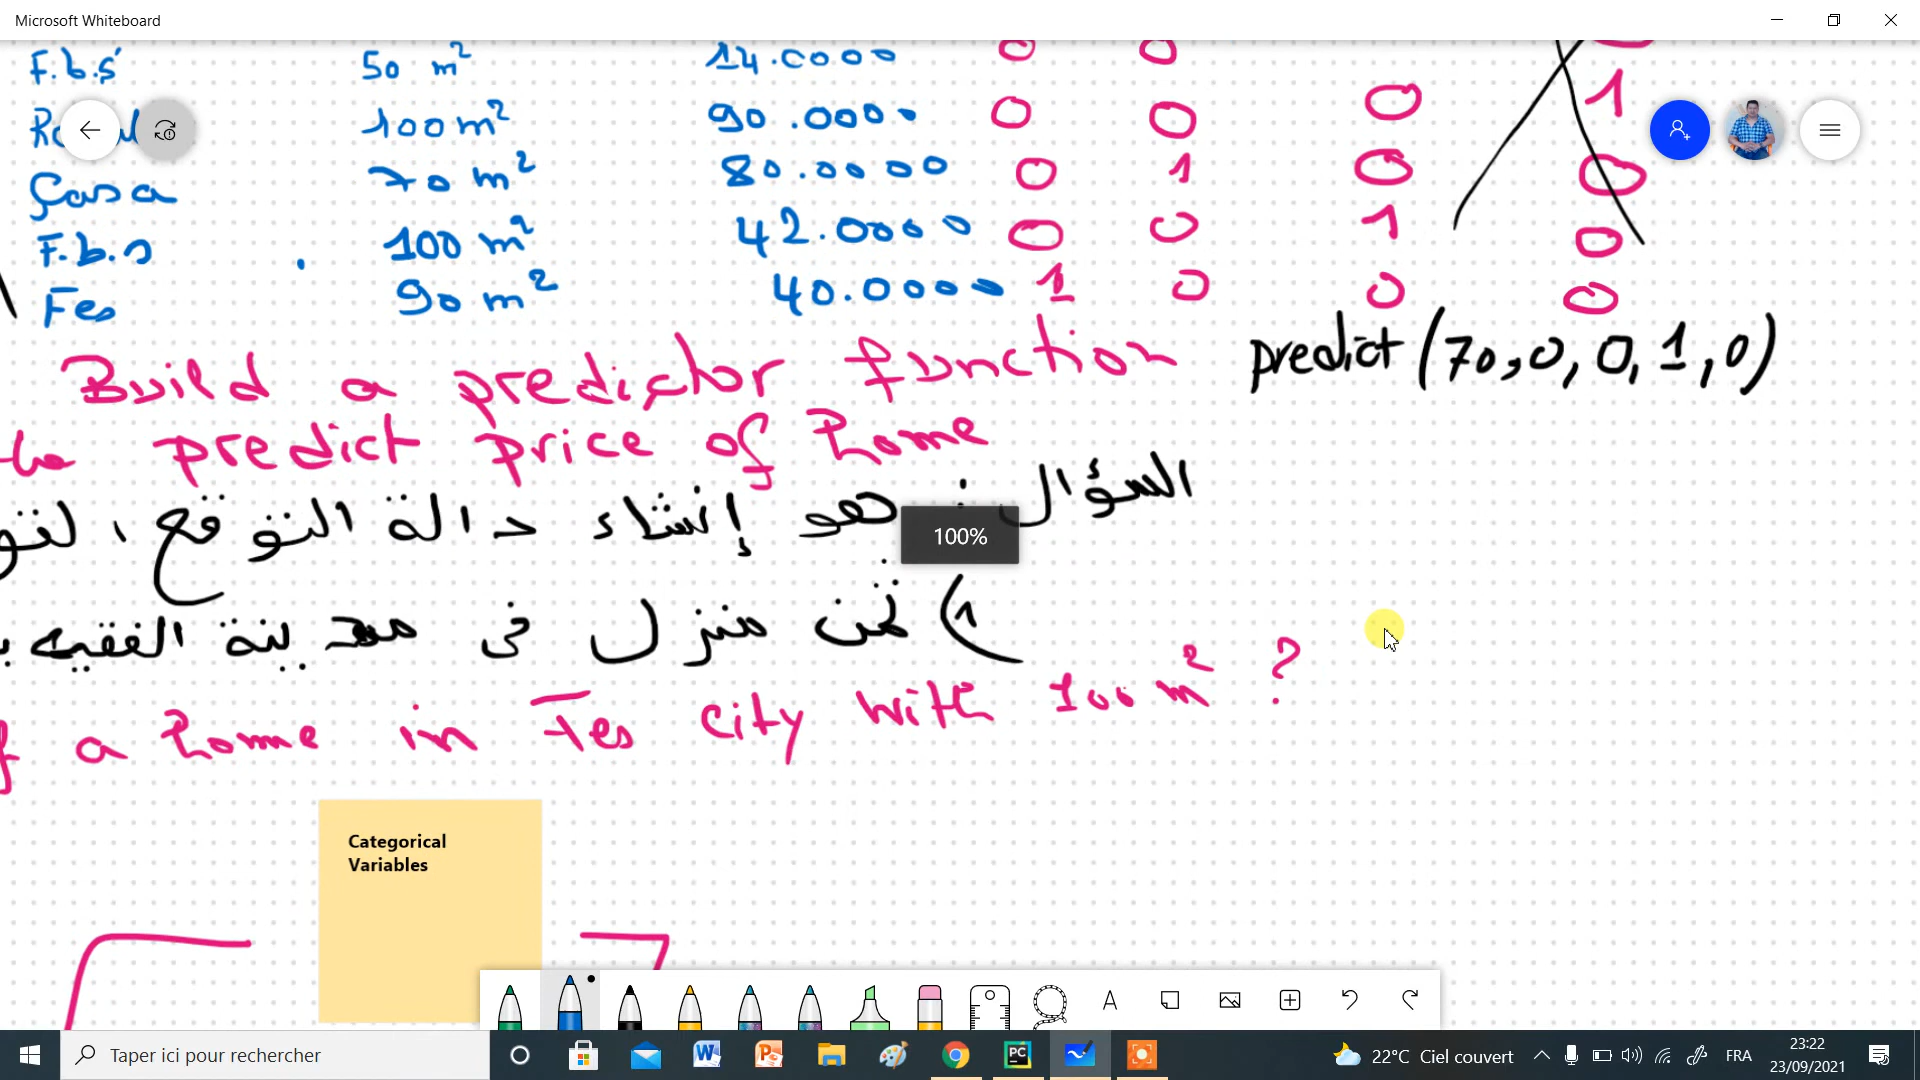 Microsoft Whiteboard
F.b.s 50 m² 14.0000 0 0
100 m² 90.0000 0 0 0 1
Casa 70 m² 80.0000 0 1 0 0
F.b.s 100 m² 42.0000 0 0 1 0
Fes 90 m² 40.0000 1 0 0 0
predict (70,0,0,1,0)
Build a predictor function
to predict price of home
السؤال : هو إنشاء دالة التوقع ،
100%
1) ثمن منزل في مدينة الفقيه
a home in Fes city with 100 m² ?
Categorical
Variables
A
Taper ici pour rechercher
22°C Ciel couvert
FRA
23:22
23/09/2021